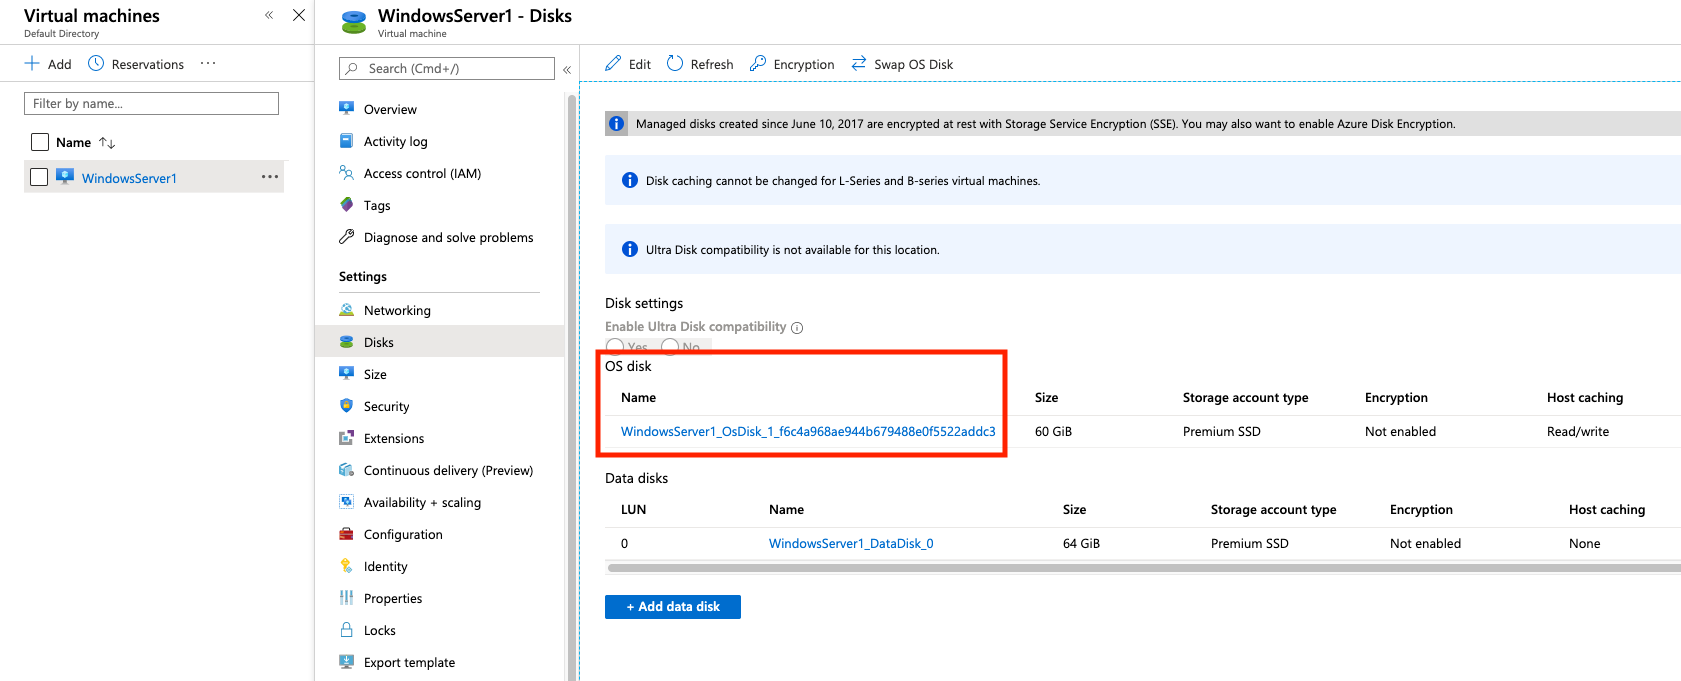 Virtual machines
Default Directory
Add Reservations ...
Filter by name...
Name
WindowsServer1 ...
WindowsServer1 - Disks
Virtual machine
Search (Cmd+/)
Overview
Activity log
Access control (IAM)
Tags
Diagnose and solve problems
Settings
Networking
Disks
Size
Security
Extensions
Continuous delivery (Preview)
Availability + scaling
Configuration
Identity
Properties
Locks
Export template
Edit Refresh Encryption Swap OS Disk
Managed disks created since June 10, 2017 are encrypted at rest with Storage Service Encryption (SSE). You may also want to enable Azure Disk Encryption.
Disk caching cannot be changed for L-Series and B-series virtual machines.
Ultra Disk compatibility is not available for this location.
Disk settings
Enable Ultra Disk compatibility
Yes No
OS disk
Name Size Storage account type Encryption Host caching
WindowsServer1_OsDisk_1_f6c4a968ae944b679488e0f5522addc3 60 GiB Premium SSD Not enabled Read/write
Data disks
LUN Name Size Storage account type Encryption Host caching
0 WindowsServer1_DataDisk_0 64 GiB Premium SSD Not enabled None
+ Add data disk